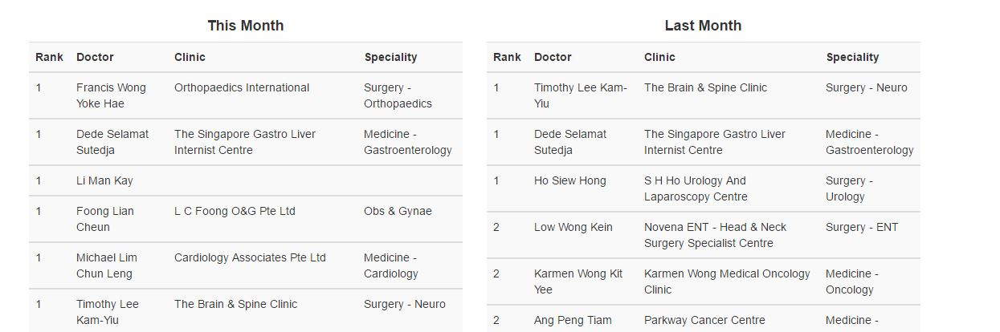 This Month
Rank Doctor Clinic Speciality
1 Francis Wong Orthopaedics International Surgery -
Yoke Hae Orthopaedics
1 Dede Selamat The Singapore Gastro Liver Medicine -
Sutedja Internist Centre Gastroenterology
1 Li Man Kay
1 Foong Lian L C Foong O&G Pte Ltd Obs & Gynae
Cheun
1 Michael Lim Cardiology Associates Pte Ltd Medicine -
Chun Leng Cardiology
1 Timothy Lee The Brain & Spine Clinic Surgery - Neuro
Kam-Yiu
Last Month
Rank Doctor Clinic Speciality
1 Timothy Lee Kam- The Brain & Spine Clinic Surgery - Neuro
Yiu
1 Dede Selamat The Singapore Gastro Liver Medicine -
Sutedja Internist Centre Gastroenterology
1 Ho Siew Hong S H Ho Urology And Surgery -
Laparoscopy Centre Urology
2 Low Wong Kein Novena ENT - Head & Neck Surgery - ENT
Surgery Specialist Centre
2 Karmen Wong Kit Karmen Wong Medical Oncology Medicine -
Yee Clinic Oncology
2 Ang Peng Tiam Parkway Cancer Centre Medicine -